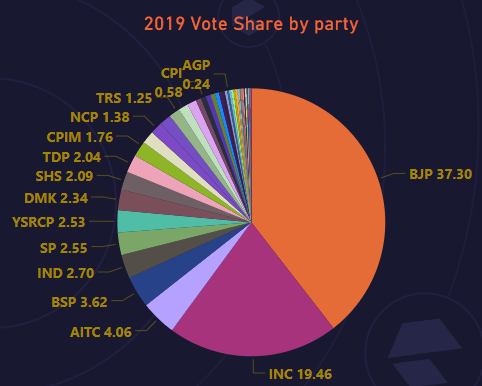 2019 Vote Share by party
AGP
0.24
CPI
0.58
TRS 1.25
NCP 1.38
CPIM 1.76
TDP 2.04
SHS 2.09
DMK 2.34
YSRCP 2.53
SP 2.55
IND 2.70
BSP 3.62
AITC 4.06
INC 19.46
BJP 37.30